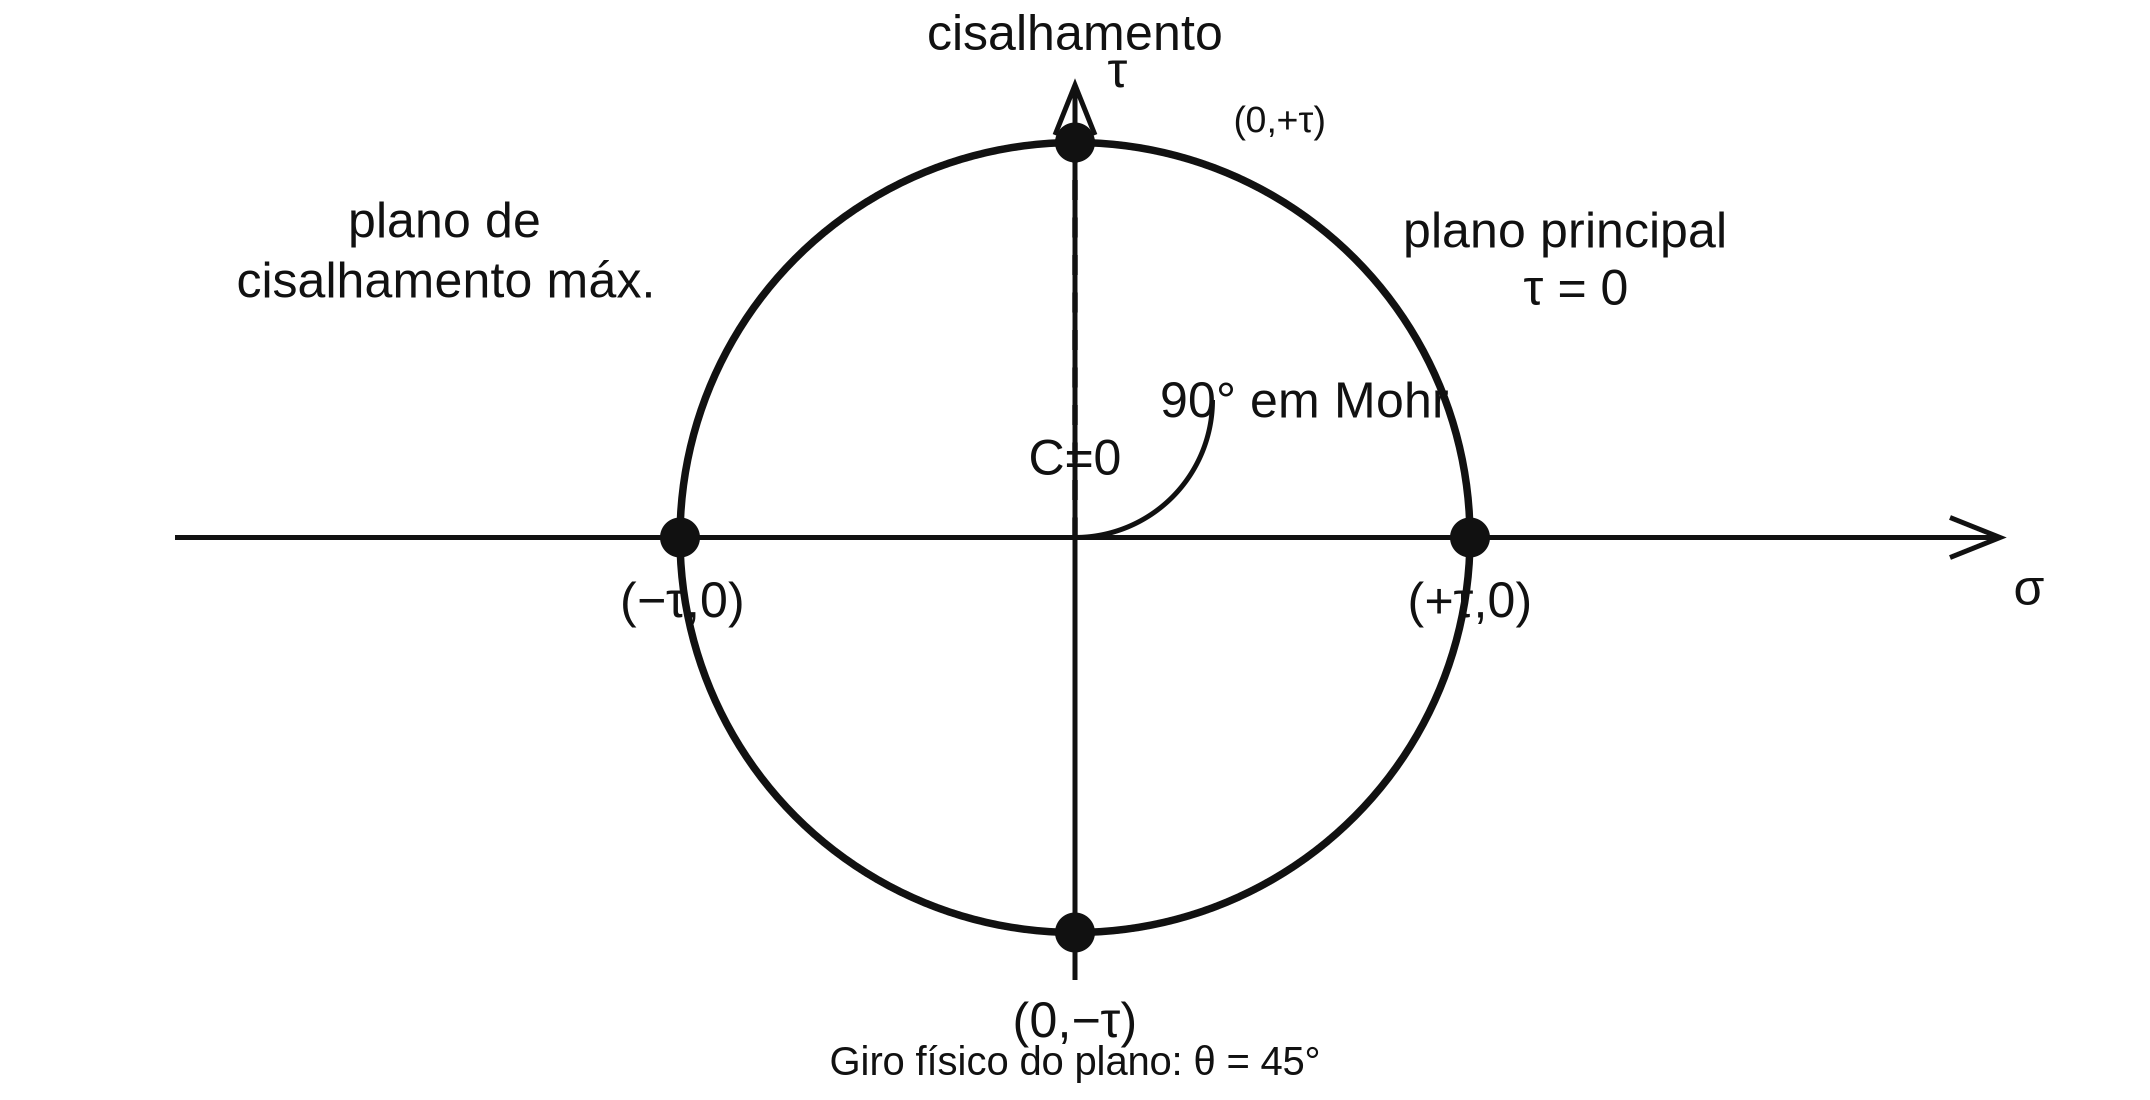 cisalhamento
τ
(0,+τ)
plano de
cisalhamento máx.
plano principal
τ = 0
90° em Mohr
C=0
(−τ,0)
(+τ,0)
σ
(0,−τ)
Giro físico do plano: θ = 45°